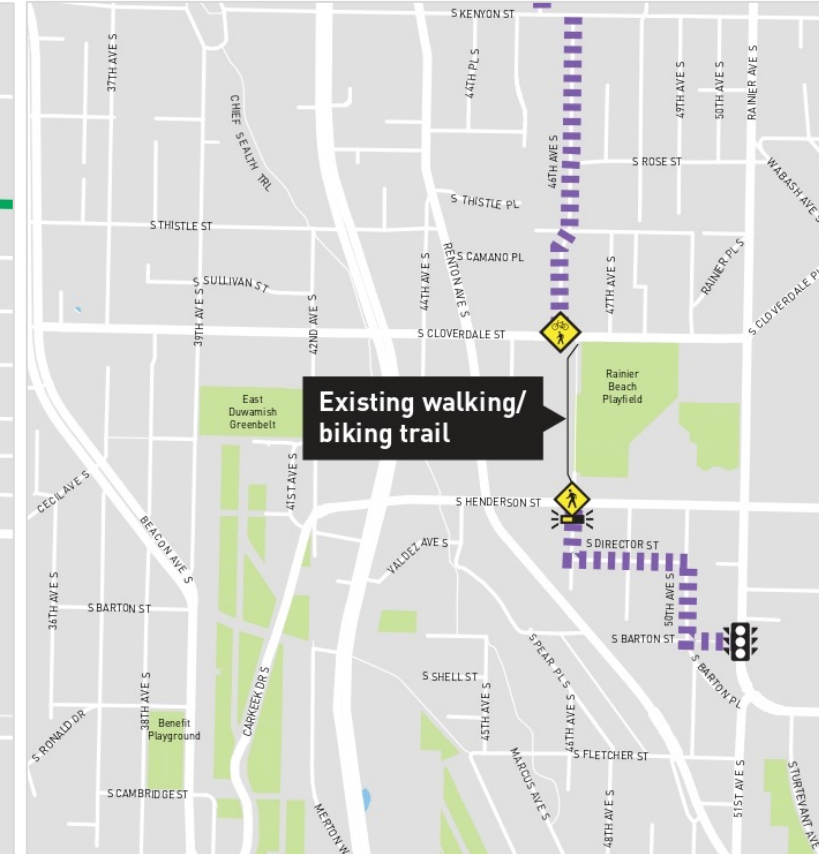 S KENYON ST
37TH AVE S
44TH PL S
49TH AVE S
50TH AVE S
RAINIER AVE S
CHIEF SEALTH TRL
46TH AVE S
S ROSE ST
WABASH AVE S
S THISTLE PL
S THISTLE ST
RENTON AVE S
S CAMANO PL
44TH AVE S
47TH AVE S
RAINIER PL S
S SULLIVAN ST
39TH AVE S
42ND AVE S
S CLOVERDALE PL
S CLOVERDALE ST
East
Duwamish
Greenbelt
Existing walking/
biking trail
Rainier
Beach
Playfield
CECIL AVE S
41ST AVE S
S HENDERSON ST
BEACON AVE S
VALDEZ AVE S
S DIRECTOR ST
36TH AVE S
50TH AVE S
S BARTON ST
S BARTON ST
S PEAR PL S
S BARTON PL
S SHELL ST
38TH AVE S
CARKEEK DR S
45TH AVE S
46TH AVE S
S RONALD DR
Benefit
Playground
S FLETCHER ST
MARCUS AVE S
51ST AVE S
STURTEVANT AVE
S CAMBRIDGE ST
48TH AVE S
MERTON W